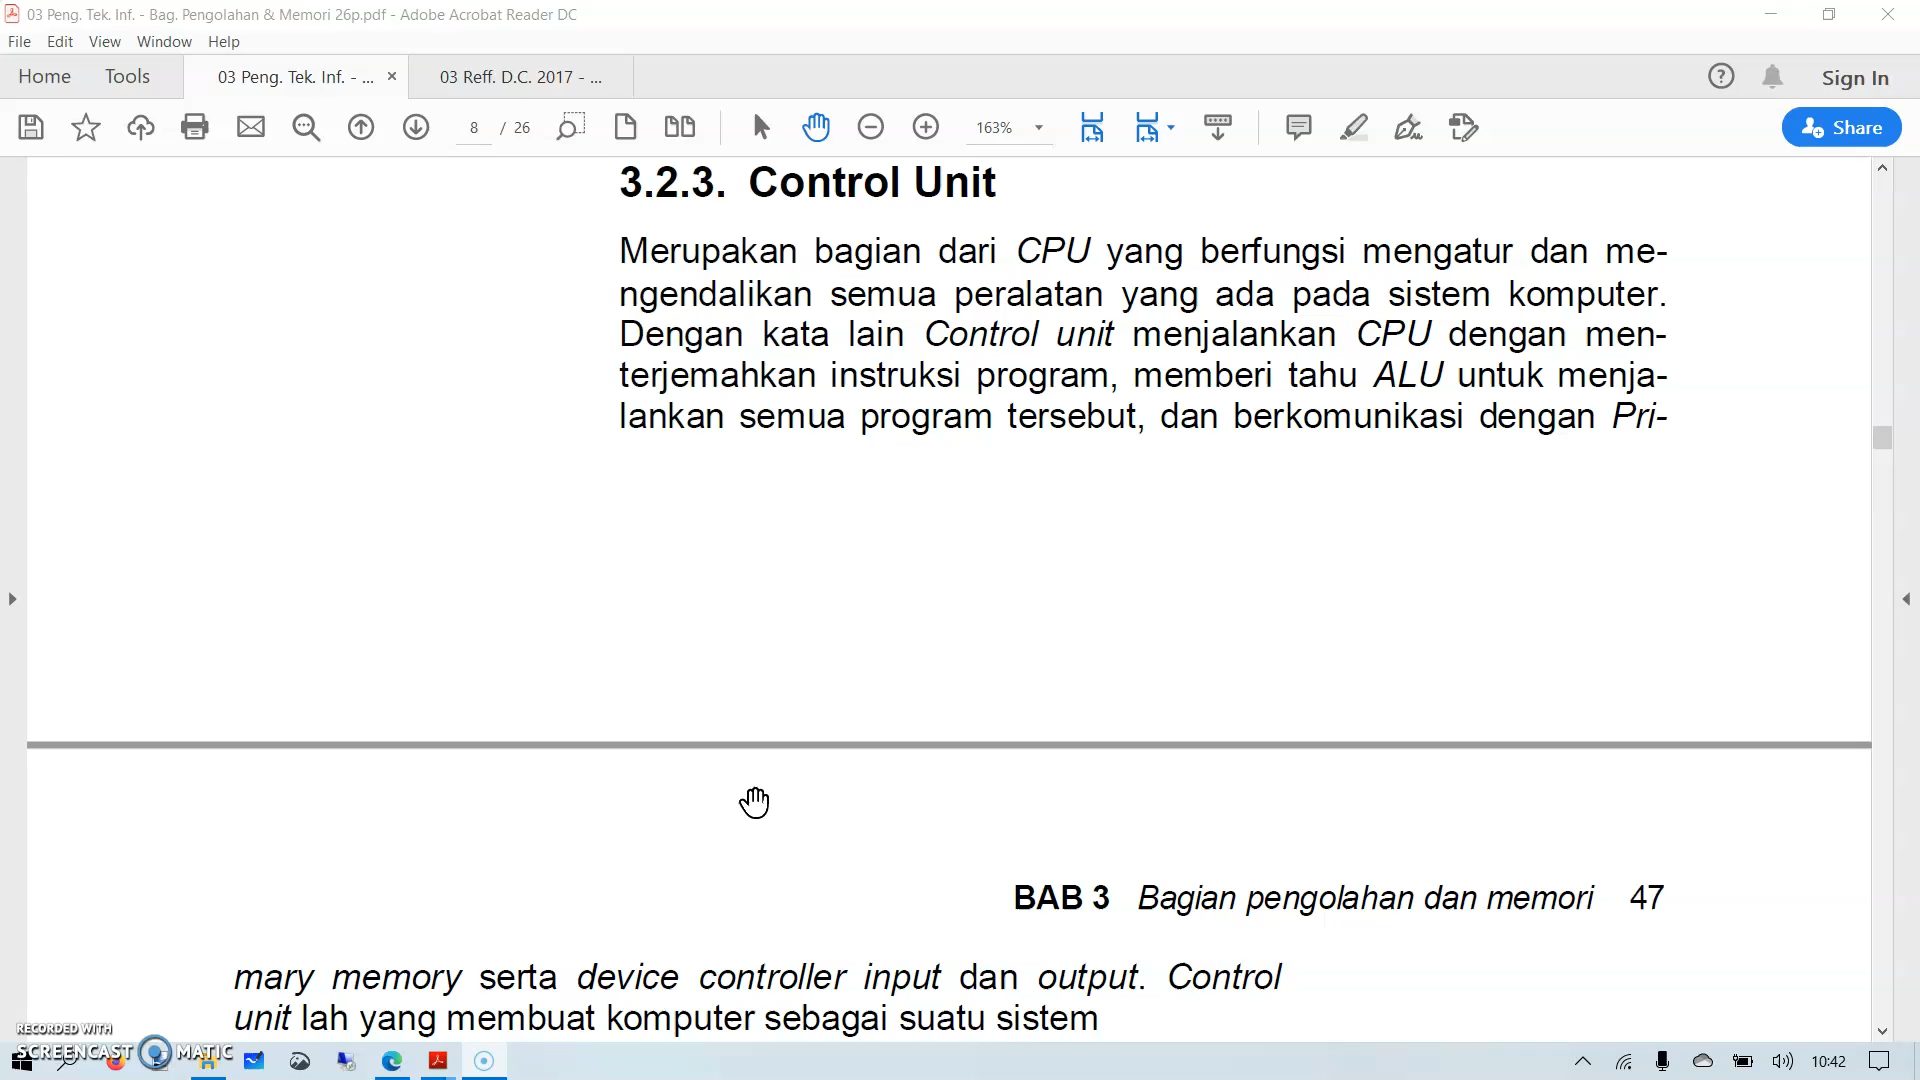 03 Peng. Tek. Inf. - Bag. Pengolahan & Memori 26p.pdf - Adobe Acrobat Reader DC
File Edit View Window Help
Home Tools 03 Peng. Tek. Inf. - ... × 03 Reff. D.C. 2017 - ... Sign In
8 / 26 163% Share
3.2.3. Control Unit
Merupakan bagian dari CPU yang berfungsi mengatur dan me-
ngendalikan semua peralatan yang ada pada sistem komputer.
Dengan kata lain Control unit menjalankan CPU dengan men-
terjemahkan instruksi program, memberi tahu ALU untuk menja-
lankan semua program tersebut, dan berkomunikasi dengan Pri-
BAB 3 Bagian pengolahan dan memori 47
mary memory serta device controller input dan output. Control
unit lah yang membuat komputer sebagai suatu sistem
RECORDED WITH
SCREENCAST MATIC
10:42